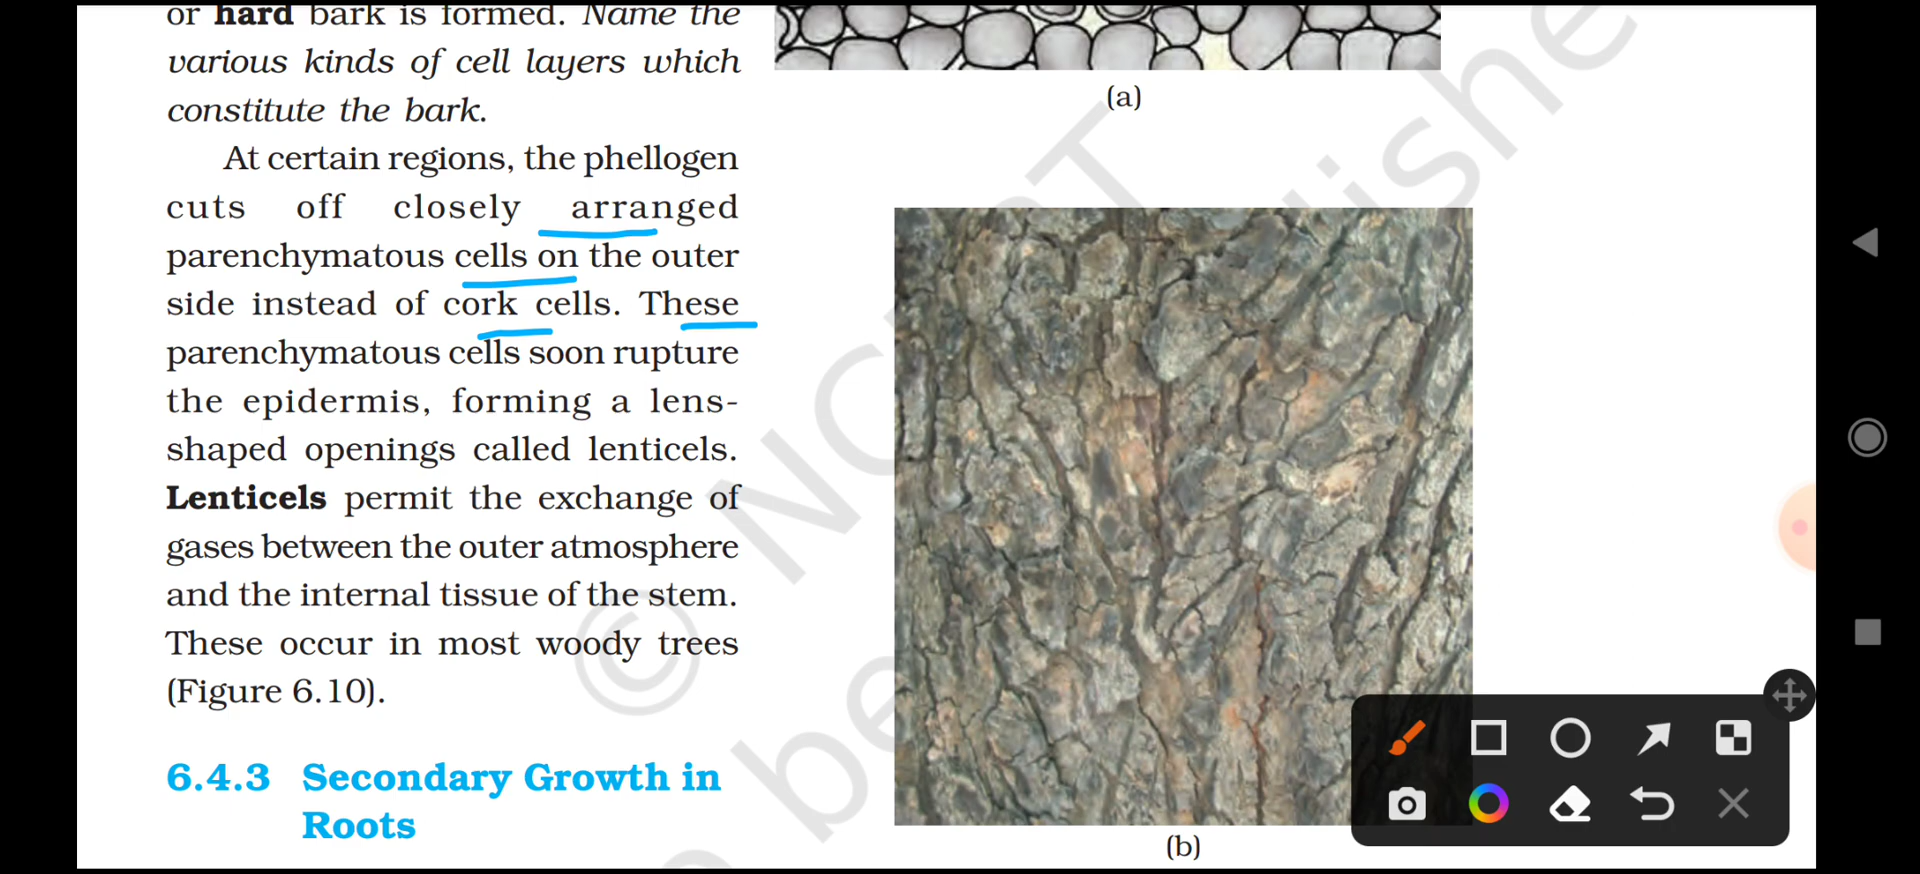 or hard bark is formed. Name the
various kinds of cell layers which
constitute the bark.
At certain regions, the phellogen
cuts off closely arranged
parenchymatous cells on the outer
side instead of cork cells. These
parenchymatous cells soon rupture
the epidermis, forming a lens-
shaped openings called lenticels.
Lenticels permit the exchange of
gases between the outer atmosphere
and the internal tissue of the stem.
These occur in most woody trees
(Figure 6.10).
6.4.3 Secondary Growth in
Roots
(a)
(b)